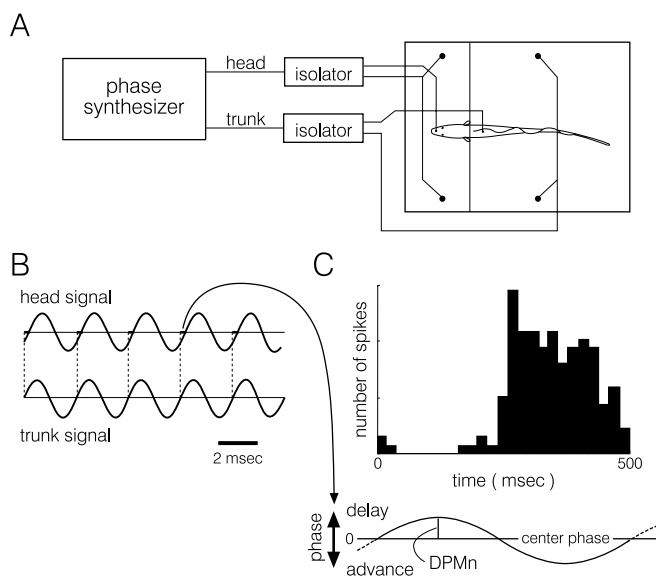 A
head
isolator
phase
synthesizer
trunk
isolator
B
head signal
trunk signal
2 msec
C
number of spikes
0
500
time ( msec)
phase
delay
0
center phase
DPMn
advance